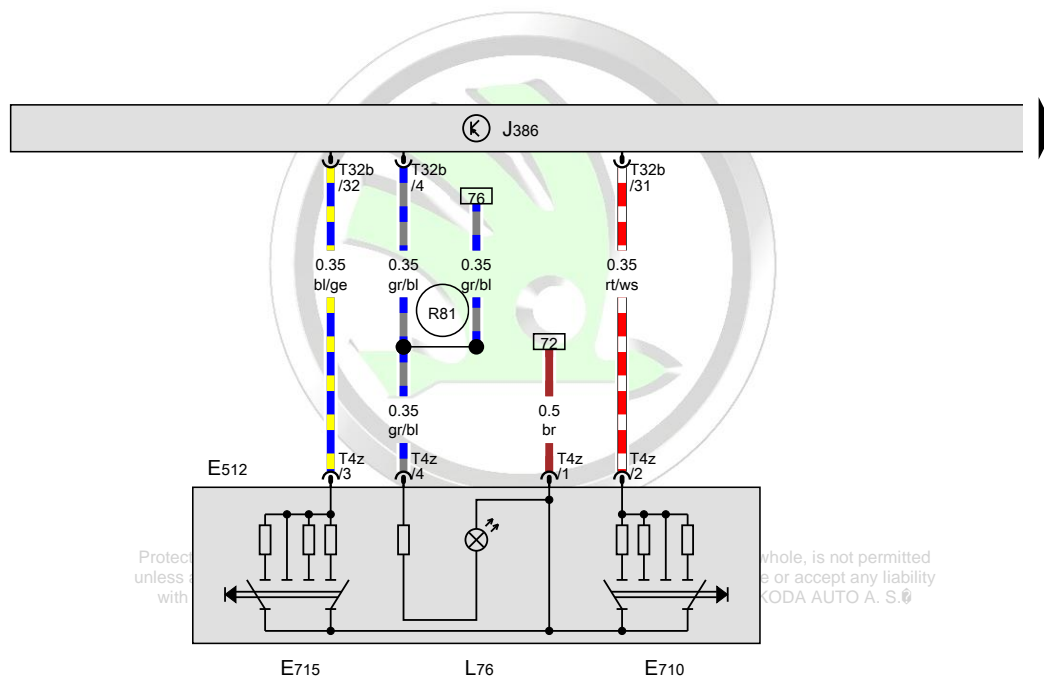 J386
T32b
/32
T32b
/4
T32b
/31
76
0.35
bl/ge
0.35
gr/bl
0.35
gr/bl
0.35
rt/ws
R81
72
0.35
gr/bl
0.5
br
E512
T4z
/3
T4z
/4
T4z
/1
T4z
/2
whole, is not permitted
unless
e or accept any liability
with
KODA AUTO A. S.
E715
L76
E710